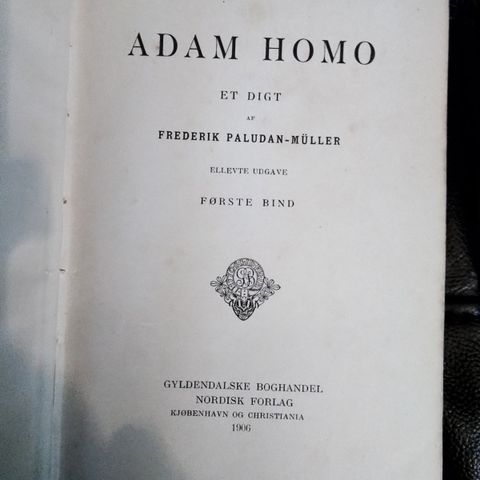 ADAM HOMO
ET DIGT
AF
FREDERIK PALUDAN-MÜLLER
ELLEVTE UDGAVE
FØRSTE BIND
GYLDENDALSKE BOGHANDEL
NORDISK FORLAG
KJØBENHAVN OG CHRISTIANIA
1906